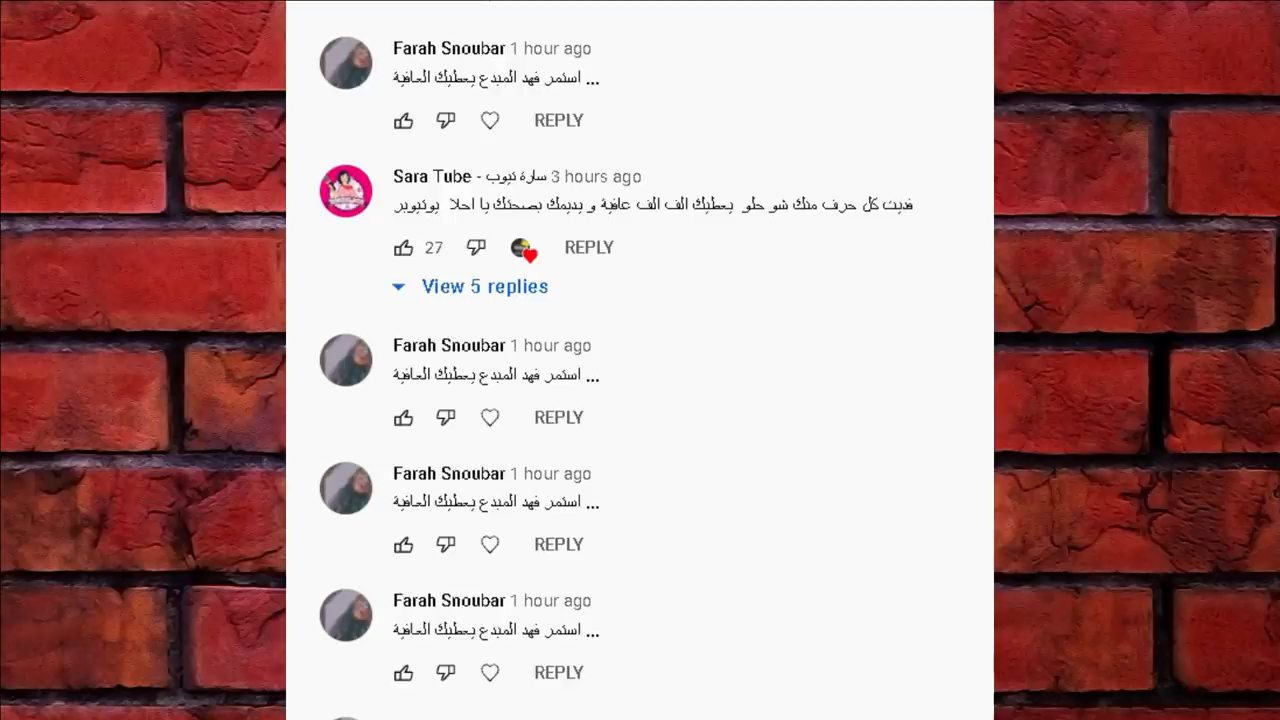 Farah Snoubar 1 hour ago
استمر فهد المبدع يعطيك العافية ...
REPLY
Sara Tube - سارة تيوب 3 hours ago
فديت كل حرف منك شو حلو يعطيك الف الف عافية و يديمك بصحتك يا احلا يوتيوبر
27 REPLY
View 5 replies
Farah Snoubar 1 hour ago
استمر فهد المبدع يعطيك العافية ...
REPLY
Farah Snoubar 1 hour ago
استمر فهد المبدع يعطيك العافية ...
REPLY
Farah Snoubar 1 hour ago
استمر فهد المبدع يعطيك العافية ...
REPLY